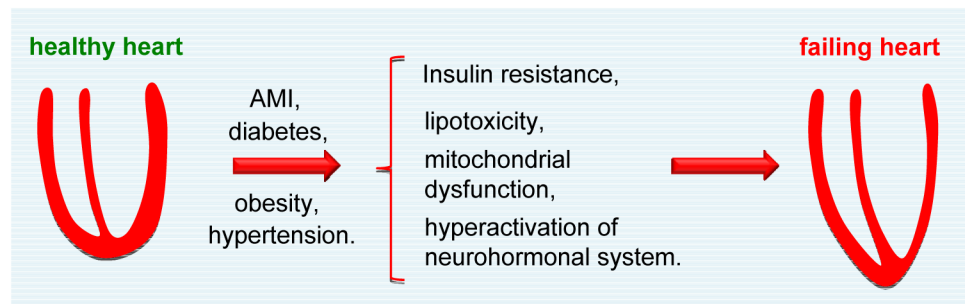 healthy heart
AMI,
diabetes,
obesity,
hypertension.
Insulin resistance,
lipotoxicity,
mitochondrial
dysfunction,
hyperactivation of
neurohormonal system.
failing heart